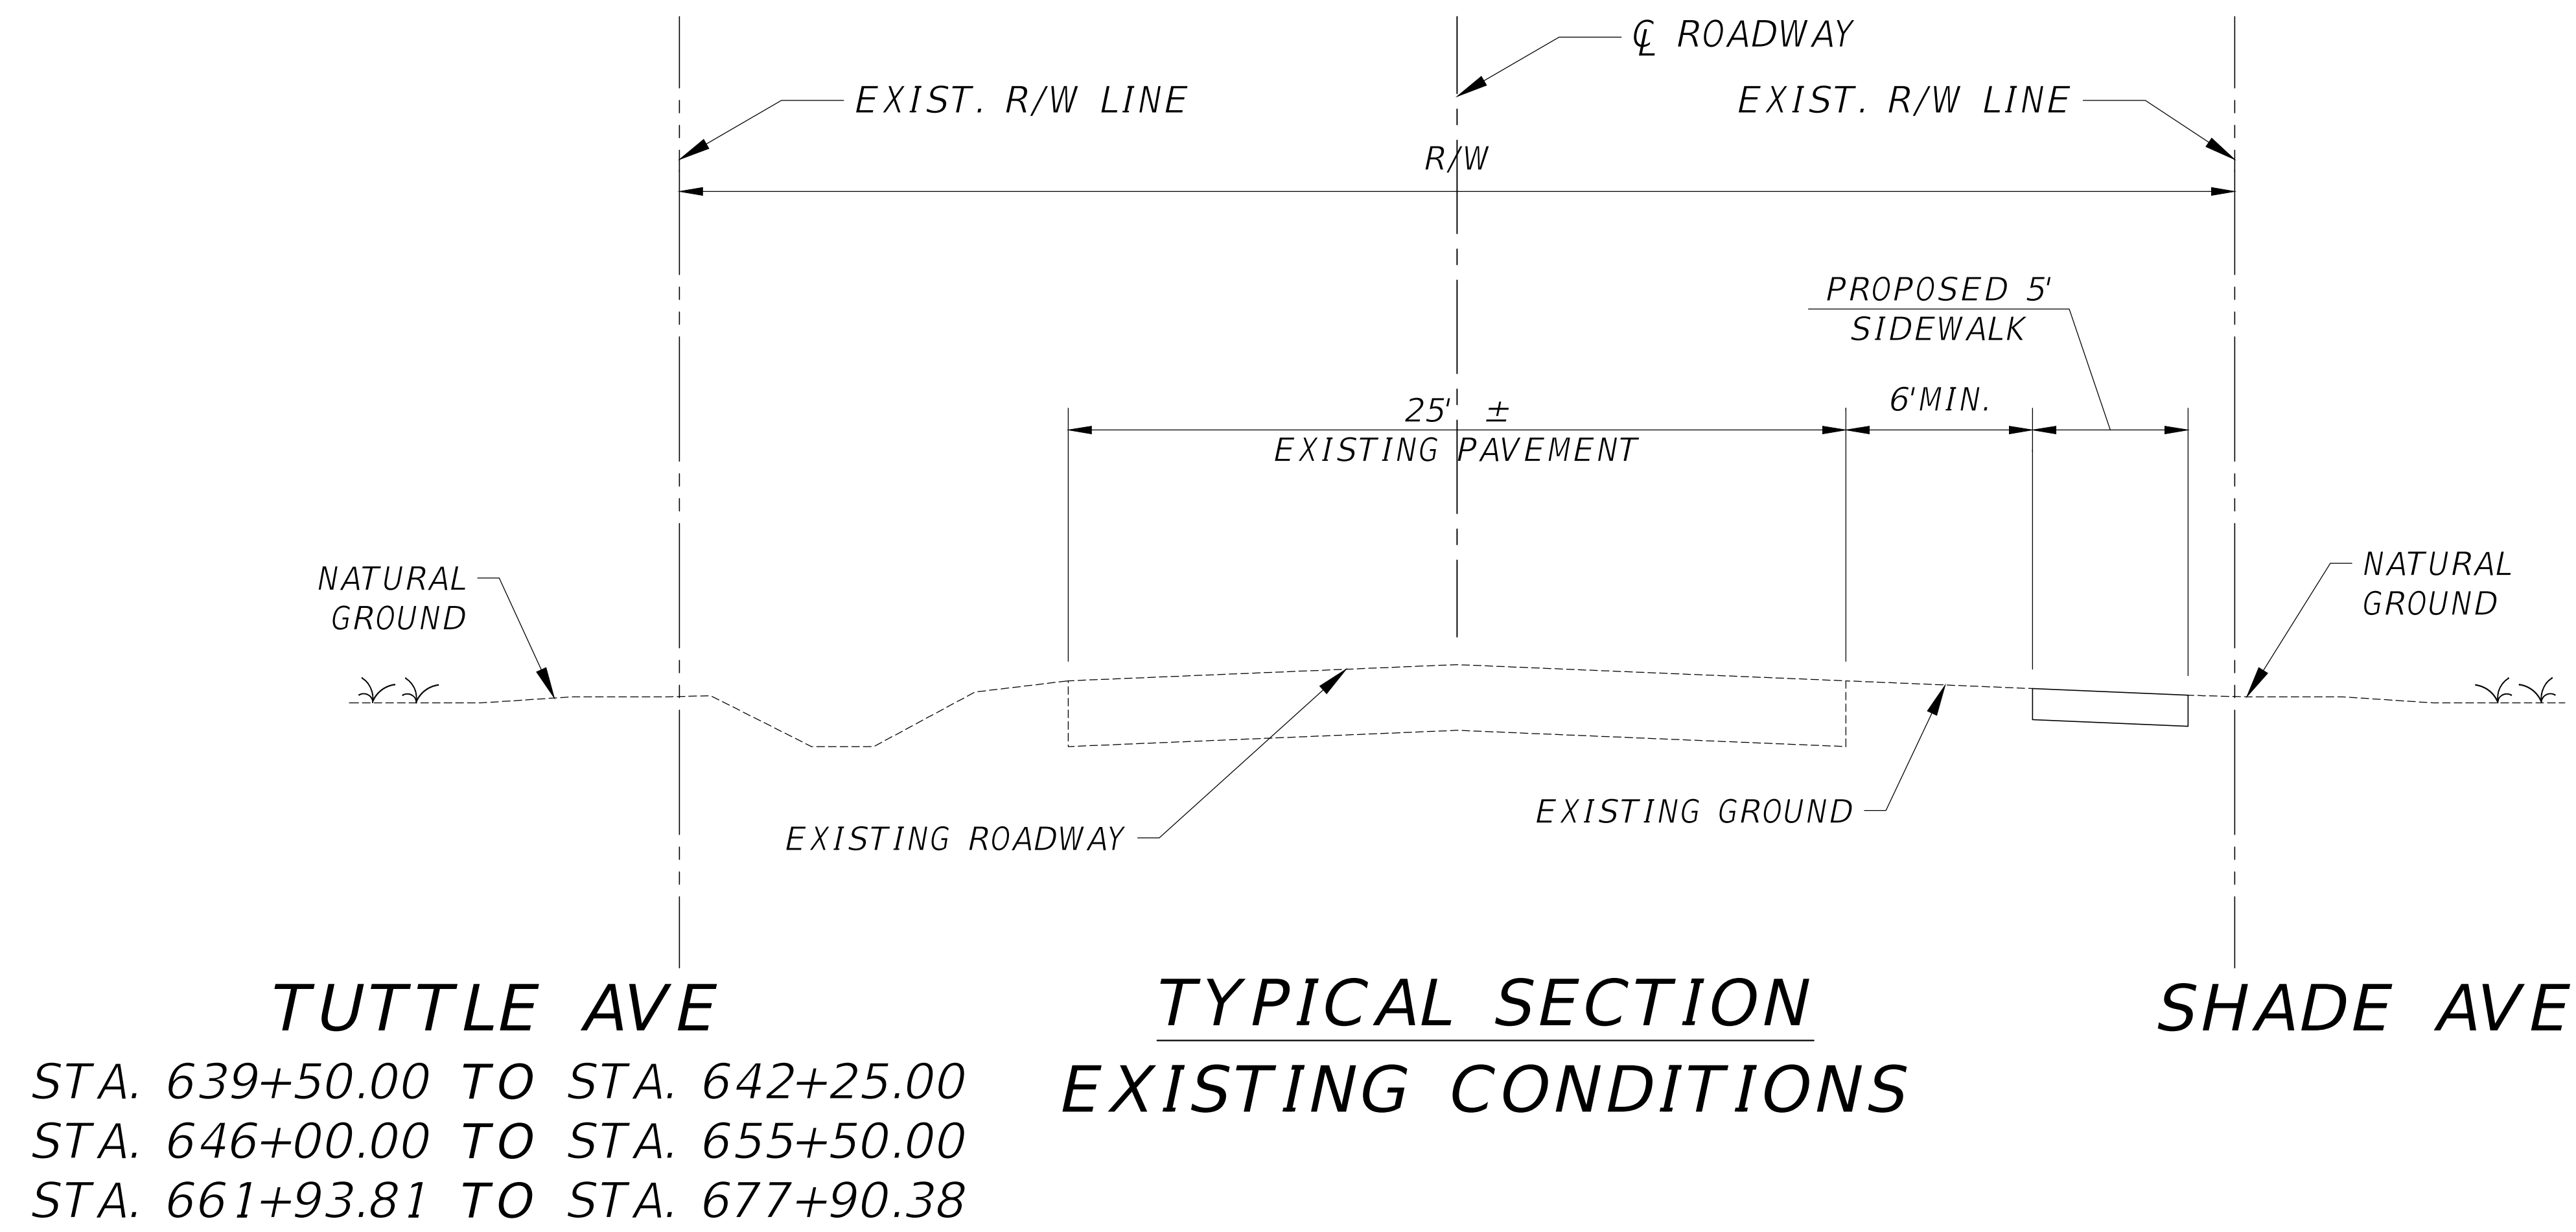 ℄ ROADWAY
EXIST. R/W LINE
EXIST. R/W LINE
R/W
PROPOSED 5'
SIDEWALK
25' ±
6'MIN.
EXISTING PAVEMENT
NATURAL
GROUND
NATURAL
GROUND
EXISTING ROADWAY
EXISTING GROUND
TUTTLE AVE
TYPICAL SECTION
SHADE AVE
EXISTING CONDITIONS
STA. 639+50.00 TO STA. 642+25.00
STA. 646+00.00 TO STA. 655+50.00
STA. 661+93.81 TO STA. 677+90.38